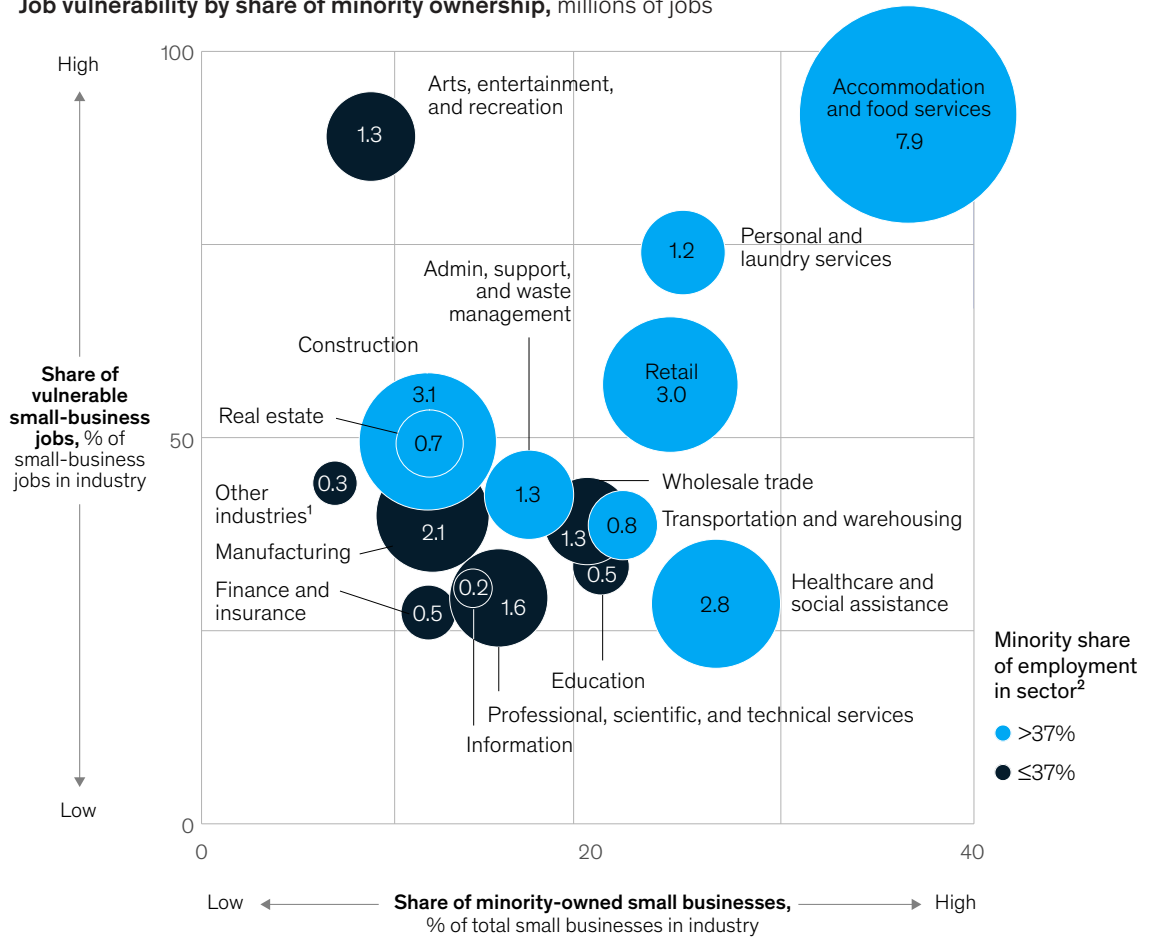 Job vulnerability by share of minority ownership, millions of jobs
High
Low
Share of
vulnerable
small-business
jobs, % of
small-business
jobs in industry
100
50
0
Arts, entertainment,
and recreation
1.3
Accommodation
and food services
7.9
Personal and
laundry services
1.2
Admin, support,
and waste
management
1.3
Construction
3.1
Real estate
0.7
Retail
3.0
Other
industries¹
0.3
Manufacturing
2.1
Wholesale trade
1.3
Transportation and warehousing
0.8
Finance and
insurance
0.5
0.2
1.6
0.5
Healthcare and
social assistance
2.8
Education
Professional, scientific, and technical services
Information
Minority share
of employment
in sector²
>37%
≤37%
0
20
40
Low
Share of minority-owned small businesses,
% of total small businesses in industry
High